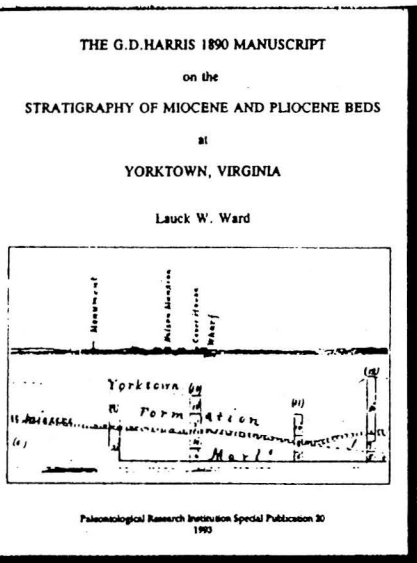 THE G.D.HARRIS 1890 MANUSCRIPT
on the
STRATIGRAPHY OF MIOCENE AND PLIOCENE BEDS
at
YORKTOWN, VIRGINIA
Lauck W. Ward
Monument
Nelson Mansion
Court House
Wharf
Yorktown
Formation
Marl
Paleontological Research Institution Special Publication 20
1993